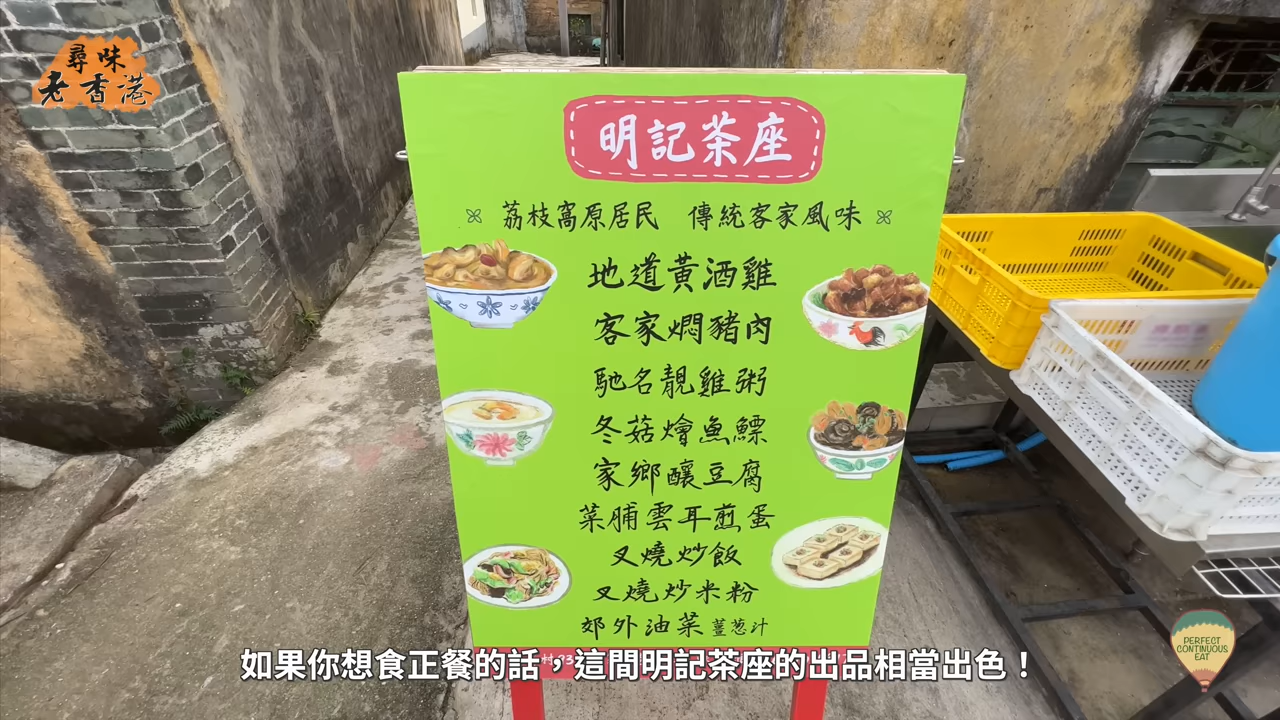 尋味
老香港
明記茶座
荔枝窩原居民 傳統客家風味
地道黃酒雞
客家燜豬肉
馳名靚雞粥
冬菇燴魚鰾
家鄉釀豆腐
菜脯雲耳煎蛋
叉燒炒飯
叉燒炒米粉
郊外油菜 薑葱汁
如果你想食正餐的話，這間明記茶座的出品相當出色！
PERFECT
CONTINUOUS
EAT